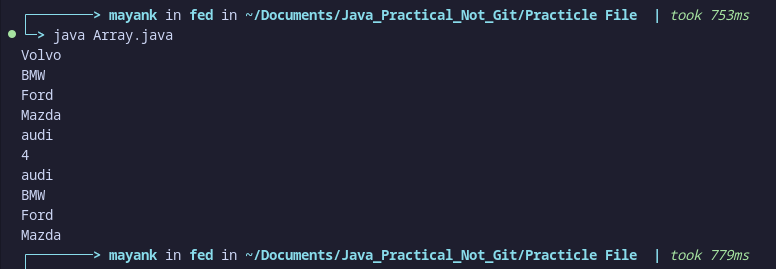 mayank in fed in ~/Documents/Java_Practical_Not_Git/Practicle File | took 753ms
java Array.java
Volvo
BMW
Ford
Mazda
audi
4
audi
BMW
Ford
Mazda
mayank in fed in ~/Documents/Java_Practical_Not_Git/Practicle File | took 779ms